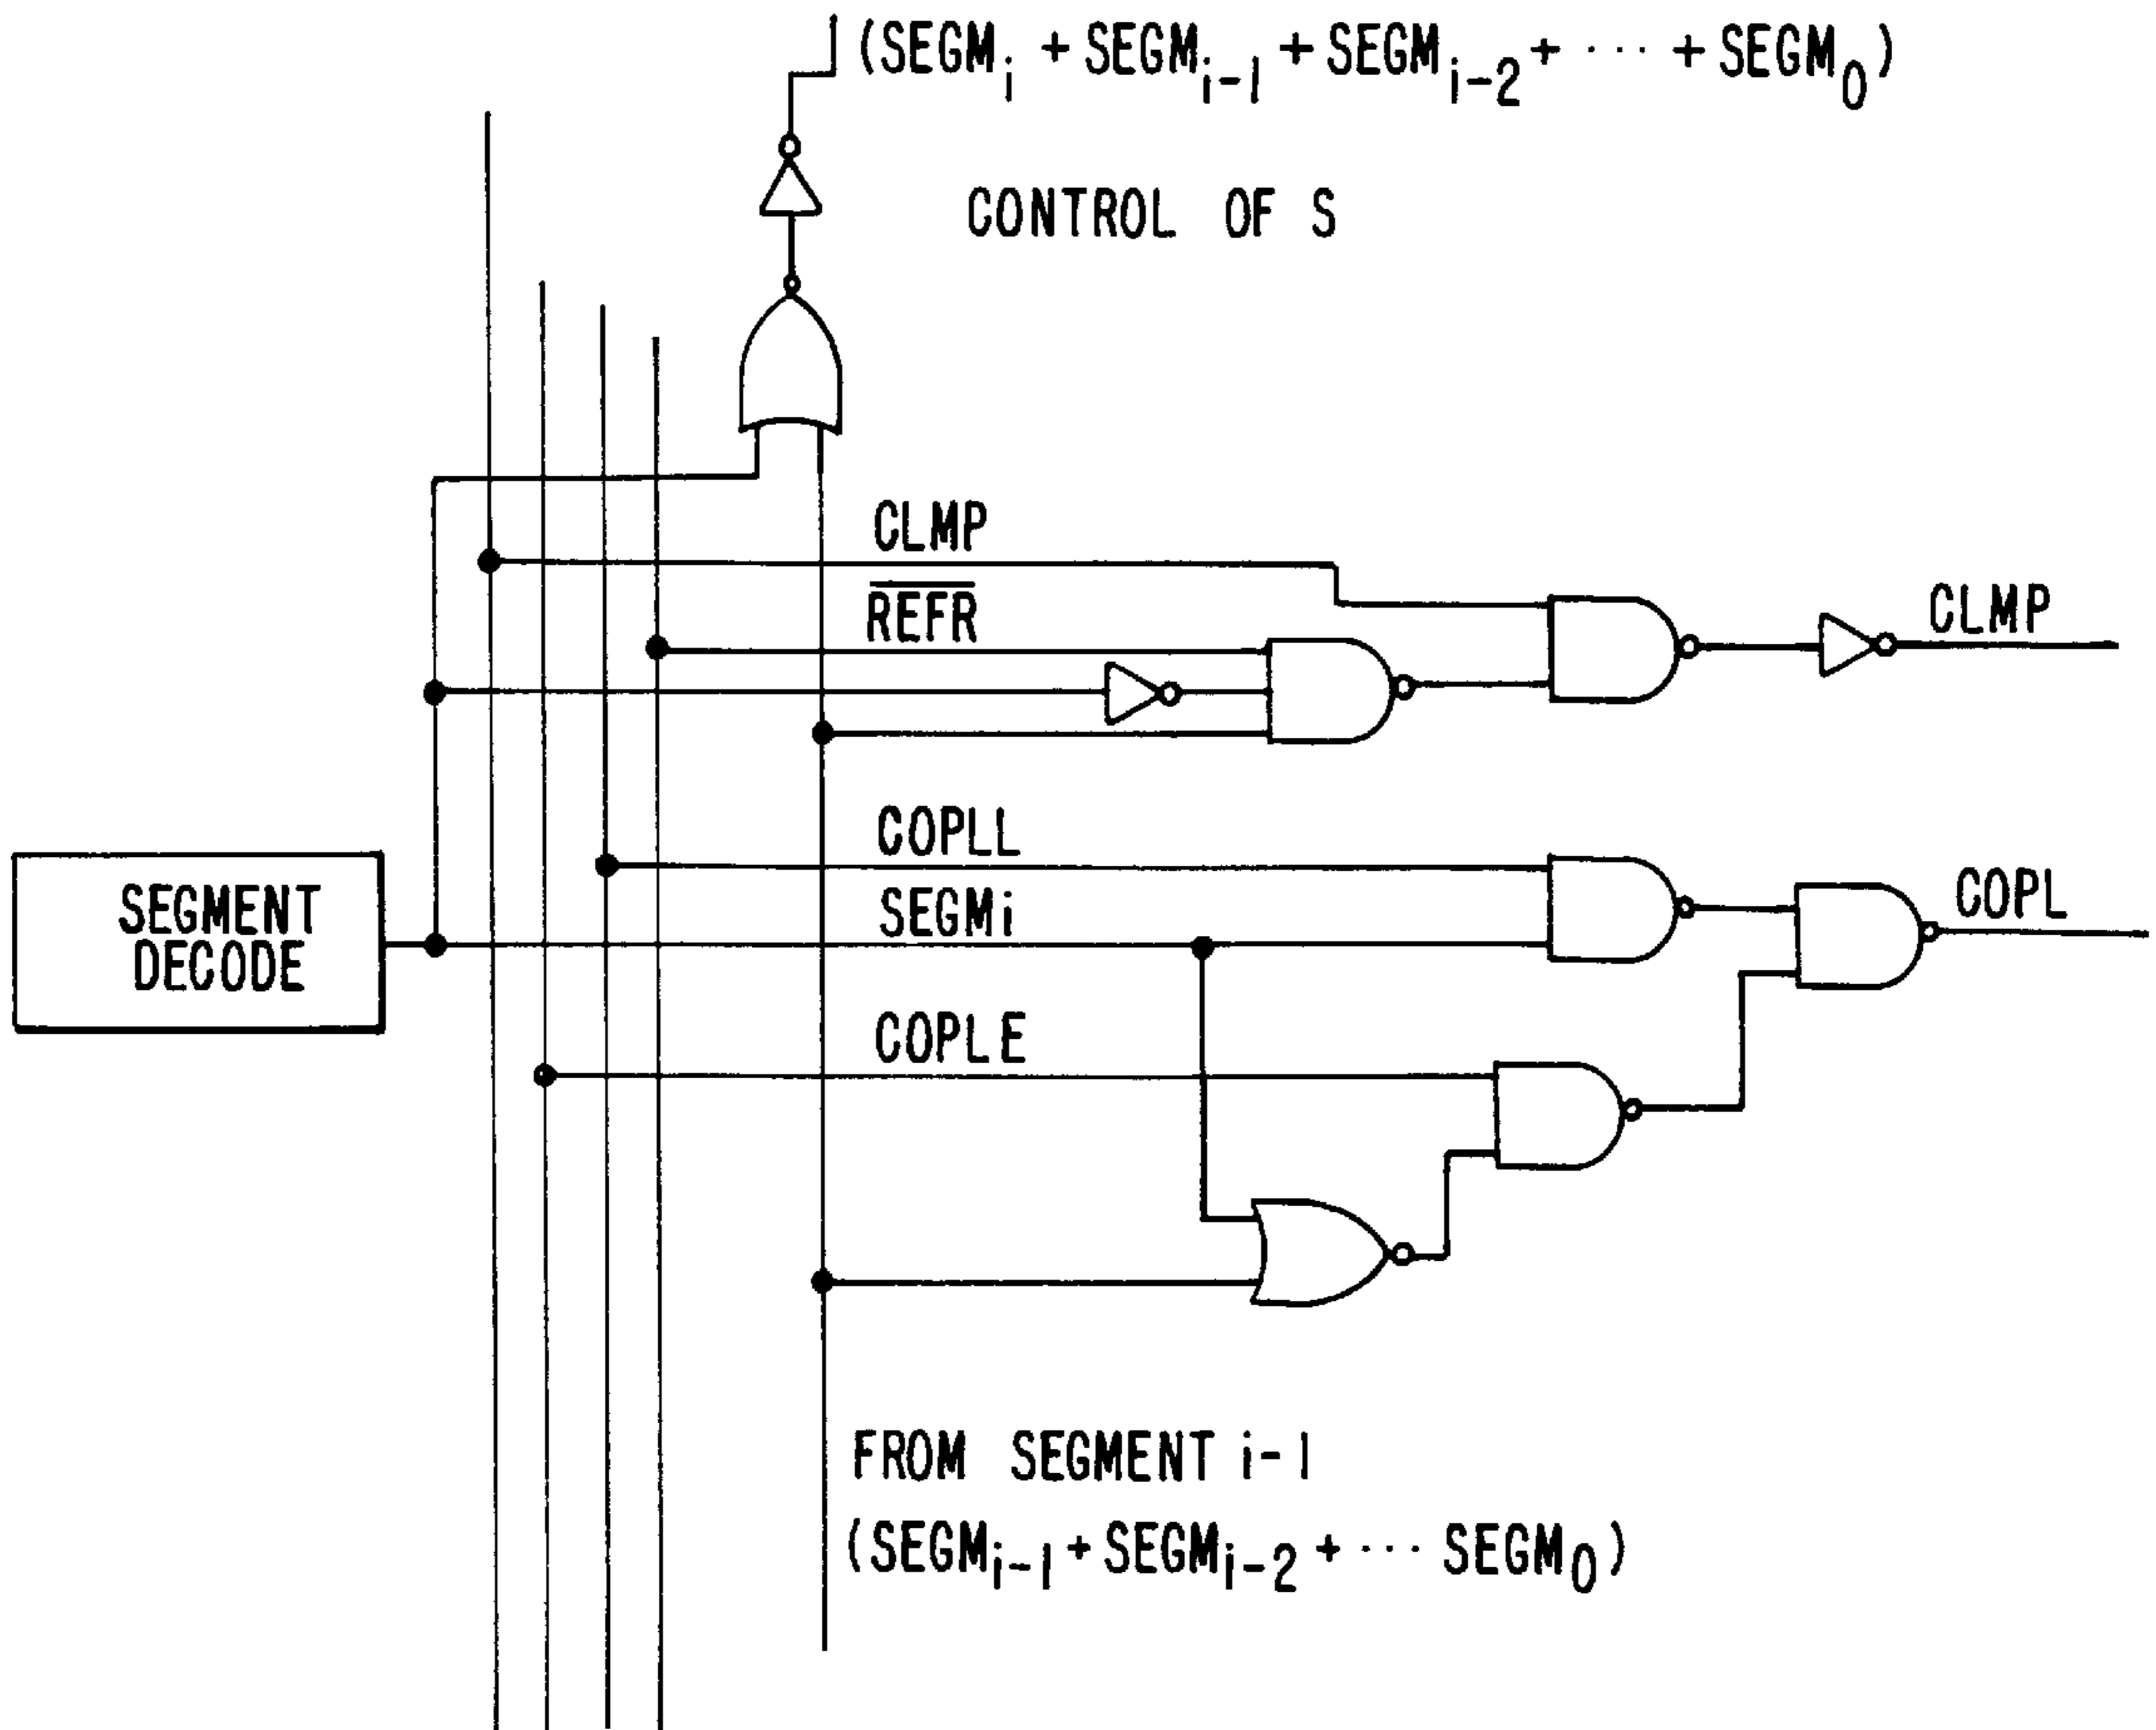 (SEGMi + SEGMi-1 + SEGMi-2 + ··· + SEGM0)
CONTROL OF S
CLMP
REFR
CLMP
COPLL
SEGMi
COPL
SEGMENT
DECODE
COPLE
FROM SEGMENT i-1
(SEGMi-1 + SEGMi-2 + ··· SEGM0)